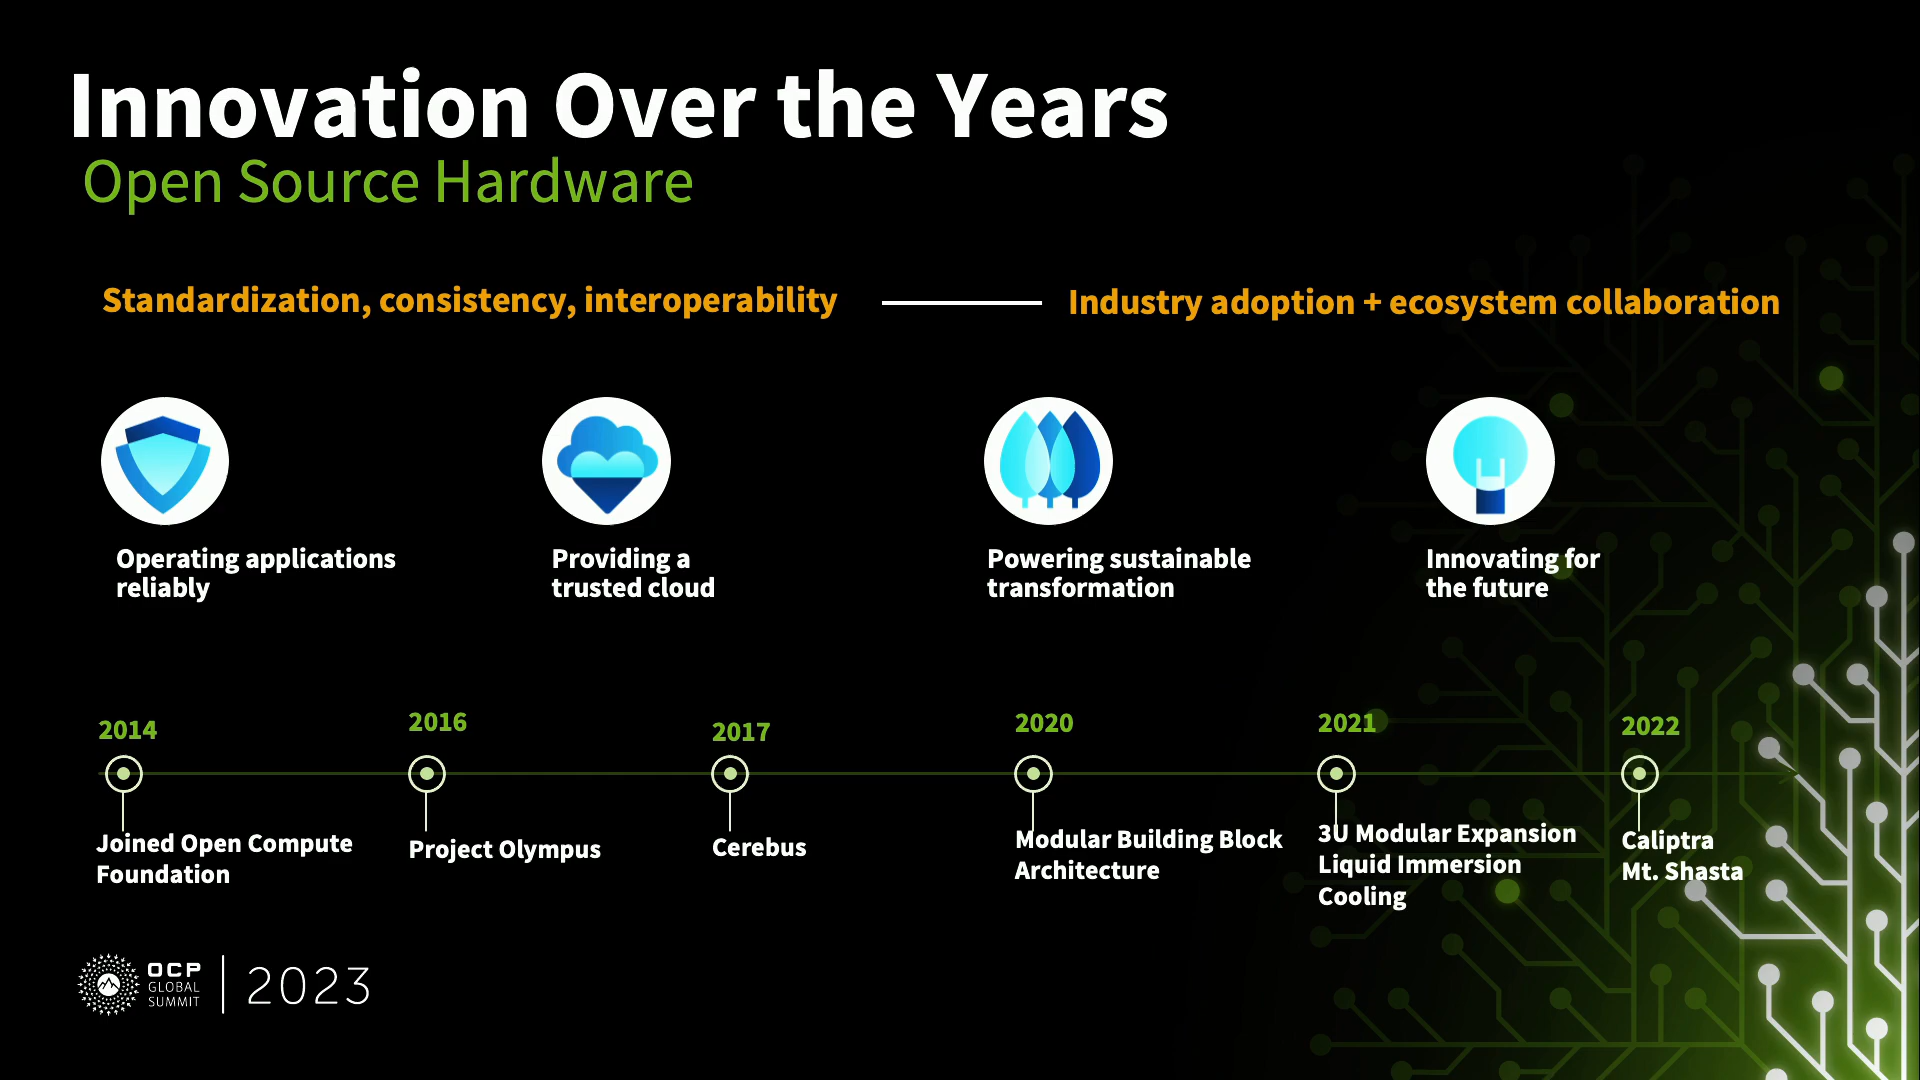 Innovation Over the Years
Open Source Hardware
Standardization, consistency, interoperability
Industry adoption + ecosystem collaboration
Operating applications
reliably
Providing a
trusted cloud
Powering sustainable
transformation
Innovating for
the future
2014
Joined Open Compute
Foundation
2016
Project Olympus
2017
Cerebus
2020
Modular Building Block
Architecture
2021
3U Modular Expansion
Liquid Immersion
Cooling
2022
Caliptra
Mt. Shasta
OCP
GLOBAL
SUMMIT
2023